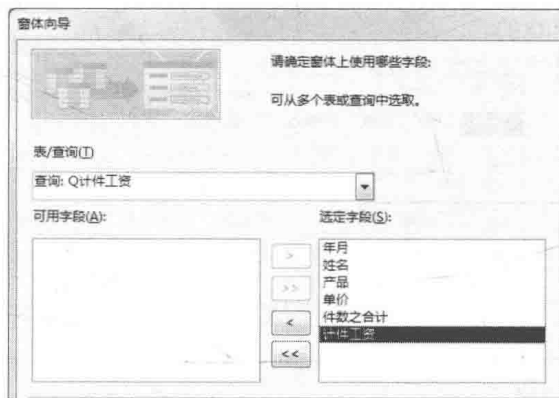 窗体向导
请确定窗体上使用哪些字段:
可从多个表或查询中选取。
表/查询(T)
查询: Q计件工资
可用字段(A):
选定字段(S):
>
>>
<
<<
年月
姓名
产品
单价
件数之合计
计件工资